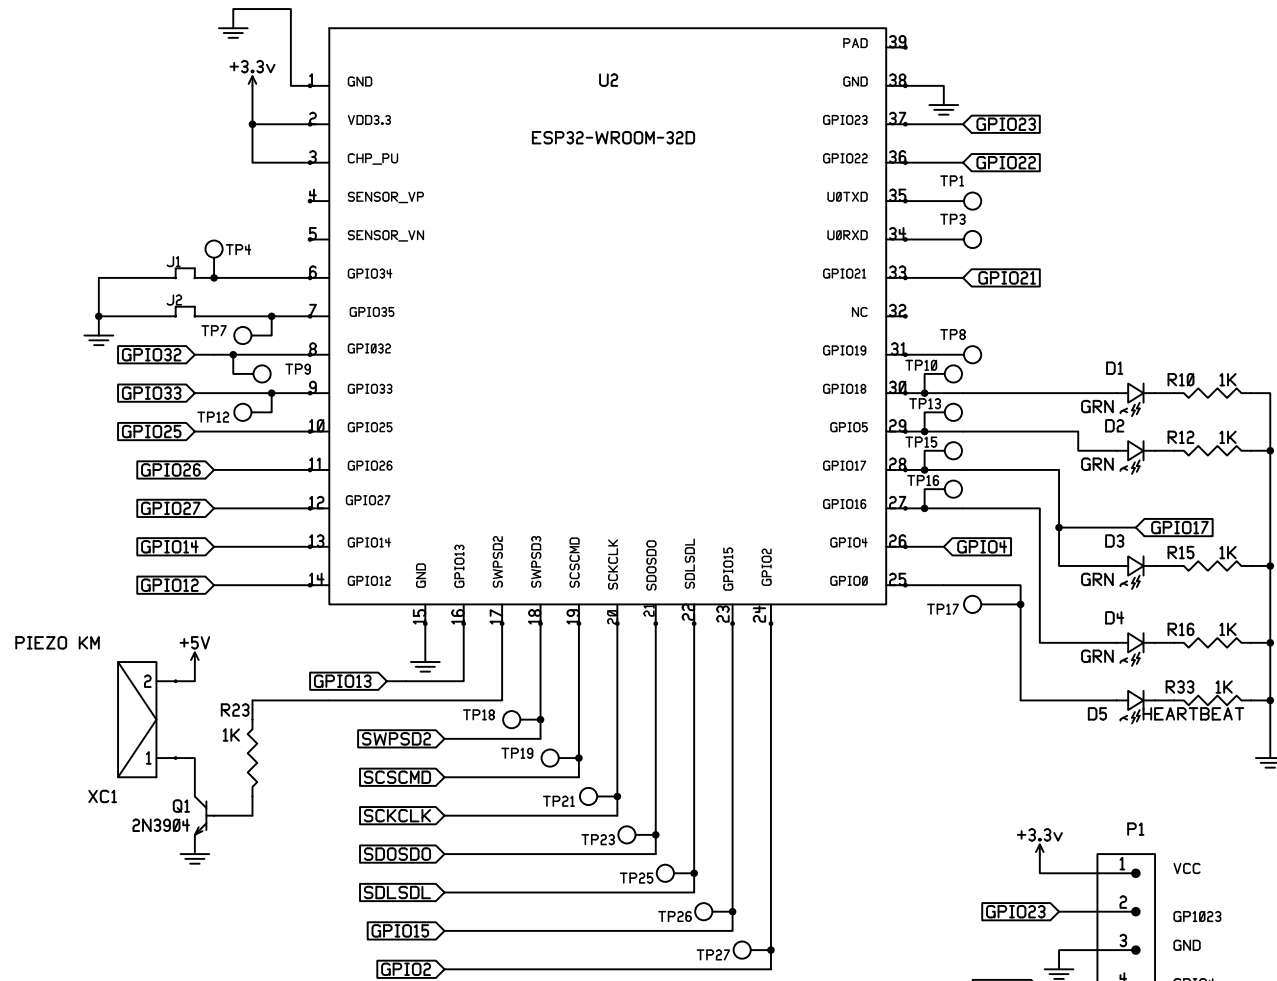 +3.3v
U2
ESP32-WROOM-32D
1 GND
2 VDD3.3
3 CHP_PU
4 SENSOR_VP
5 SENSOR_VN
TP4
J1
6 GPIO34
J2
7 GPIO35
TP7
GPIO32 8 GPIO32
TP9
GPIO33 9 GPIO33
TP12
GPIO25 10 GPIO25
GPIO26 11 GPIO26
GPIO27 12 GPIO27
GPIO14 13 GPIO14
GPIO12 14 GPIO12
PAD 39
GND 38
GPIO23 37 GPIO23
GPIO22 36 GPIO22
TP1
U0TXD 35
TP3
U0RXD 34
GPIO21 33 GPIO21
NC 32
TP8
GPIO19 31
TP10
GPIO18 30
TP13
GPIO5 29
TP15
GPIO17 28
TP16
GPIO16 27
GPIO4 26 GPIO4
GPIO0 25
TP17
D1 R10 1K
GRN
D2 R12 1K
GRN
GPIO17
D3 R15 1K
GRN
D4 R16 1K
GRN
R33 1K
D5 HEARTBEAT
GND GPIO13 SWPSD2 SWPSD3 SCSCMD SCKCLK SDOSDO SDLSDL GPIO15 GPIO2
15 16 17 18 19 20 21 22 23 24
PIEZO KM
+5V
2
1
XC1
R23
1K
Q1
2N3904
GPIO13
TP18
SWPSD2
TP19
SCSCMD
TP21
SCKCLK
TP23
SDOSDO
TP25
SDLSDL
TP26
GPIO15
TP27
GPIO2
+3.3v
P1
1 VCC
GPIO23 2 GP1023
3 GND
4